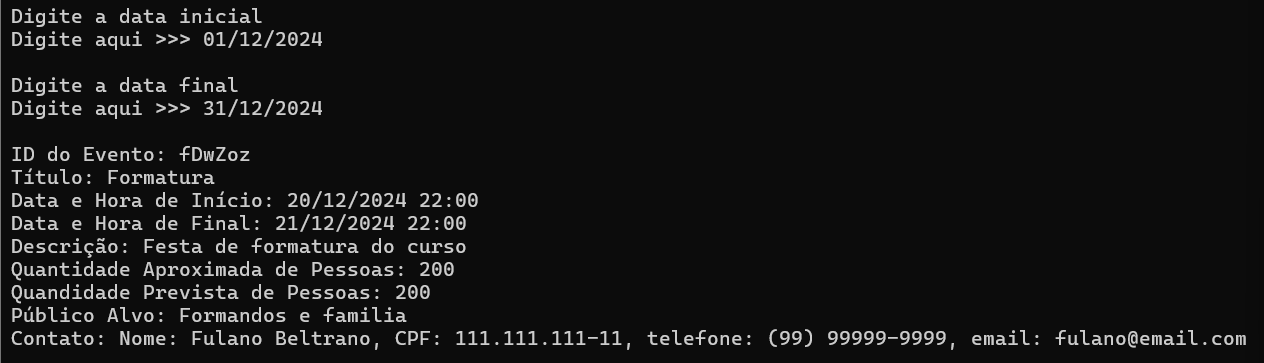 Digite a data inicial
Digite aqui >>> 01/12/2024
Digite a data final
Digite aqui >>> 31/12/2024
ID do Evento: fDwZoz
Título: Formatura
Data e Hora de Início: 20/12/2024 22:00
Data e Hora de Final: 21/12/2024 22:00
Descrição: Festa de formatura do curso
Quantidade Aproximada de Pessoas: 200
Quandidade Prevista de Pessoas: 200
Público Alvo: Formandos e familia
Contato: Nome: Fulano Beltrano, CPF: 111.111.111-11, telefone: (99) 99999-9999, email: fulano@email.com